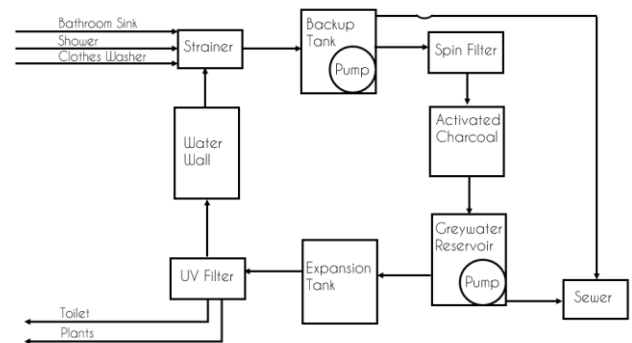 Bathroom Sink
Shower
Clothes Washer
Strainer
Backup
Tank
Pump
Spin Filter
Activated
Charcoal
Water
Wall
Greywater
Reservoir
Pump
Expansion
Tank
UV Filter
Sewer
Toilet
Plants